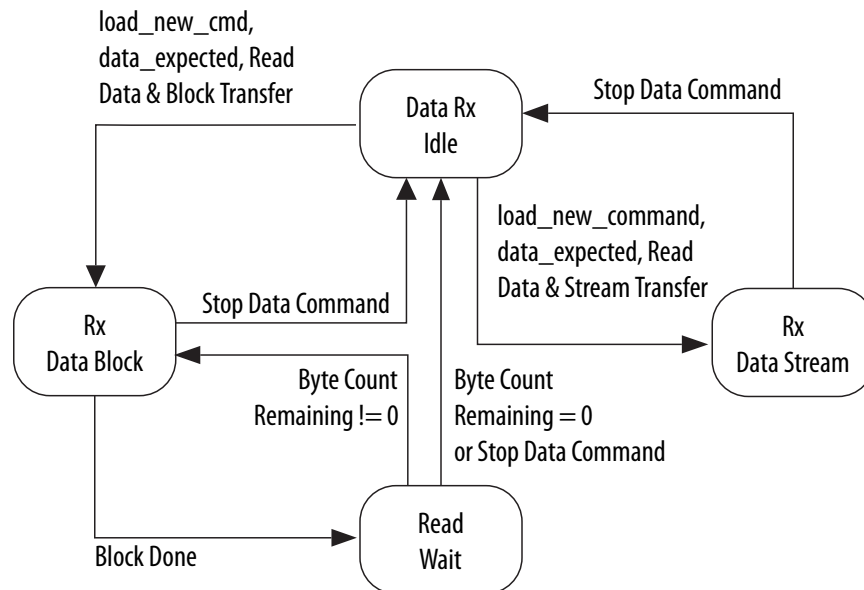 load_new_cmd,
data_expected, Read
Data & Block Transfer
Data Rx
Idle
Stop Data Command
load_new_command,
data_expected, Read
Data & Stream Transfer
Rx
Data Block
Stop Data Command
Rx
Data Stream
Byte Count
Remaining != 0
Byte Count
Remaining = 0
or Stop Data Command
Read
Wait
Block Done